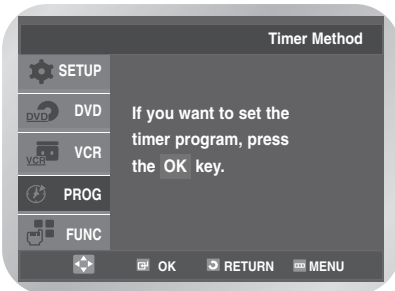 Timer Method
SETUP
DVD DVD
VCR VCR
PROG
FUNC
If you want to set the
timer program, press
the OK key.
OK RETURN MENU